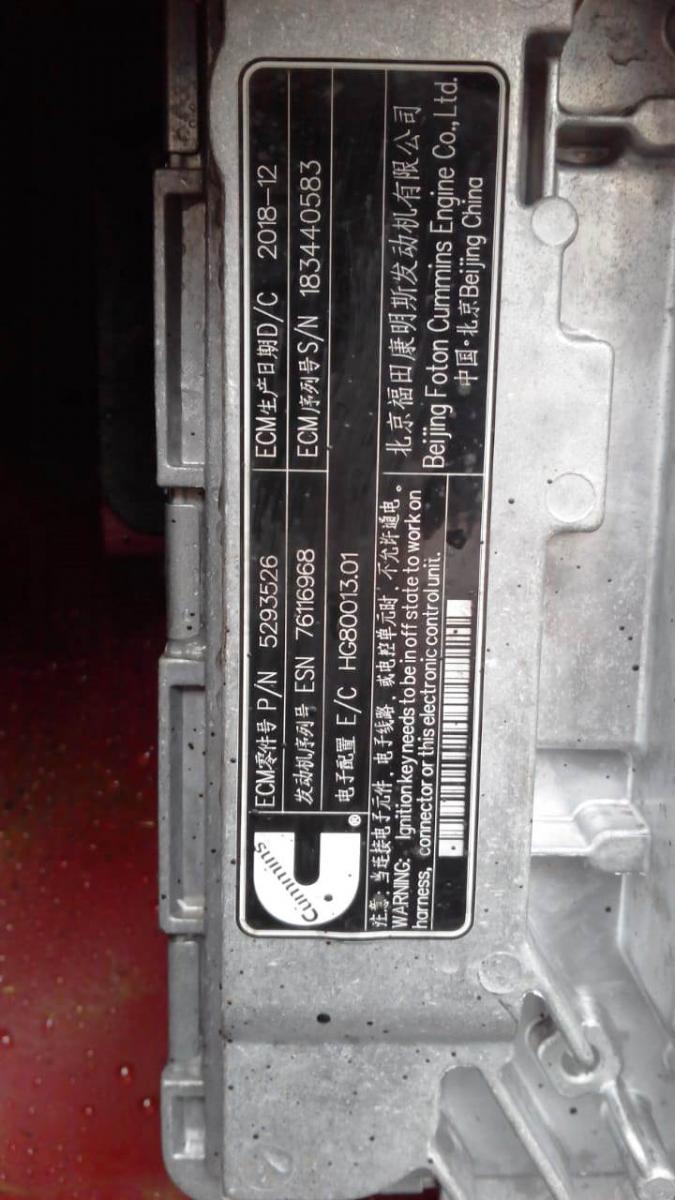 Cummins
®
ECM零件号 P/N 5293526
ECM生产日期D/C 2018-12
发动机序列号 ESN 76116968
ECM序列号S/N 183440583
电子配置 E/C HG80013.01
注意：当连接电子元件，电子线路，或电控单元时，不允许通电。
WARNING: Ignition key needs to be in off state to work on
harness, connector or this electronic control unit.
北京福田康明斯发动机有限公司
Beijing Foton Cummins Engine Co., Ltd.
中国·北京Beijing China